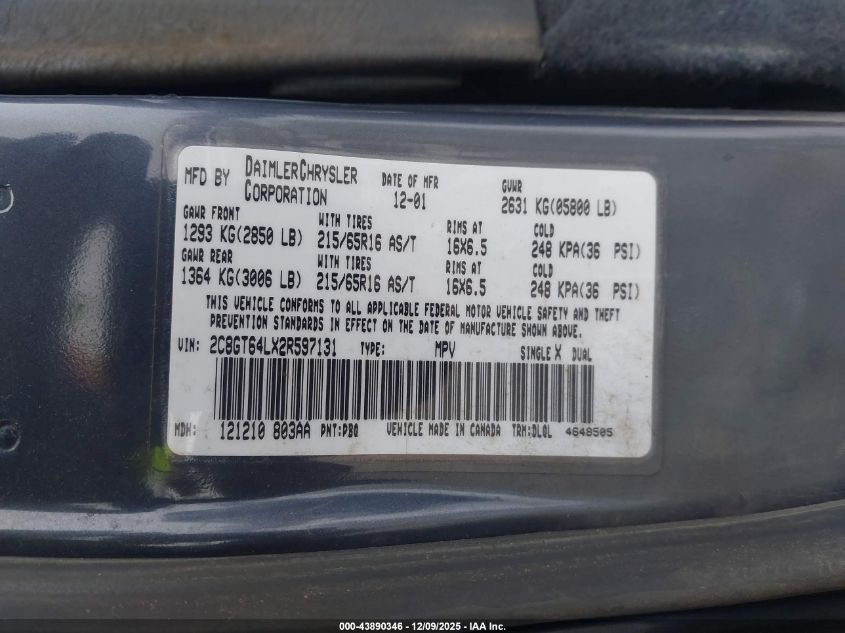 MFD BY DAIMLERCHRYSLER CORPORATION DATE OF MFR 12-01 GVWR 2631 KG(05800 LB)
GAWR FRONT WITH TIRES RIMS AT COLD
1293 KG(2850 LB) 215/65R16 AS/T 16X6.5 248 KPA(36 PSI)
GAWR REAR WITH TIRES RIMS AT COLD
1364 KG(3006 LB) 215/65R16 AS/T 16X6.5 248 KPA(36 PSI)
THIS VEHICLE CONFORMS TO ALL APPLICABLE FEDERAL MOTOR VEHICLE SAFETY AND THEFT
PREVENTION STANDARDS IN EFFECT ON THE DATE OF MANUFACTURE SHOWN ABOVE.
VIN: 2C8GT64LX2R597131 TYPE: MPV SINGLE X DUAL
MDH: 121210 803AA PNT:PBQ VEHICLE MADE IN CANADA TRM:DLQL 4648505
000-43890346 - 12/09/2025 - IAA Inc.